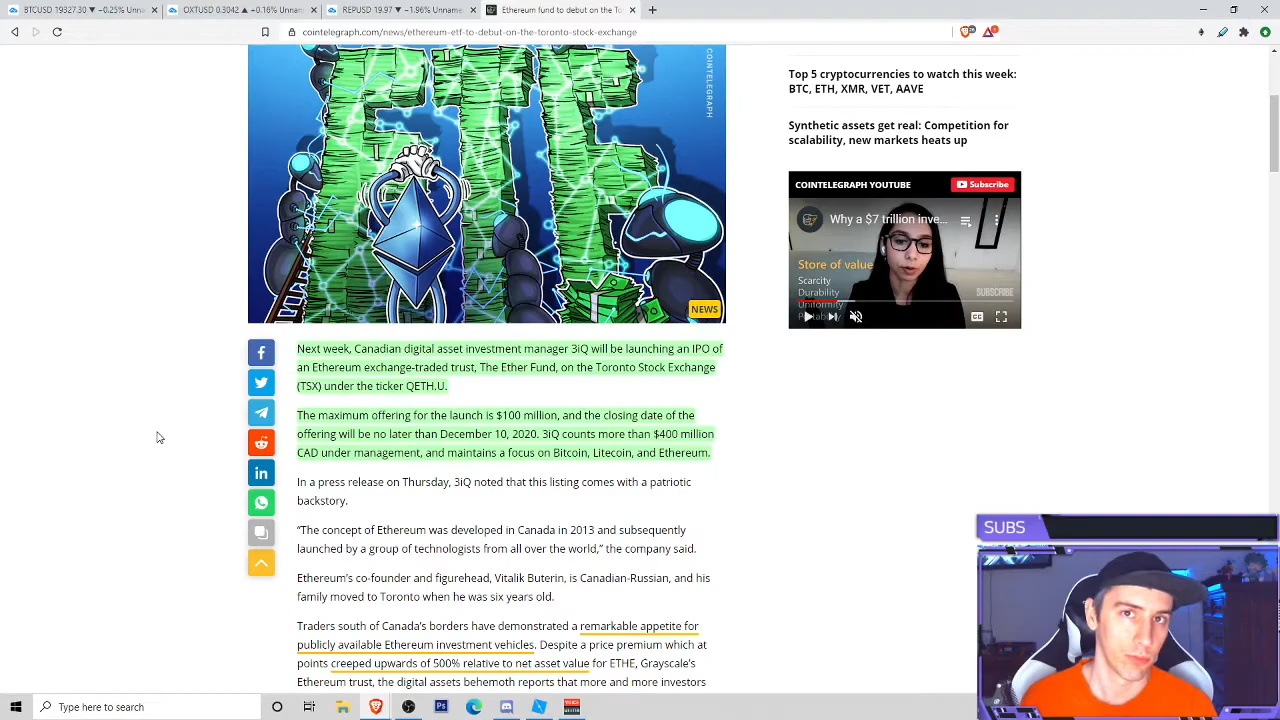 BTCUSD 19327.30 ▼ −0.25% Unnam
OXTUSD 0.3042 ▲ +0.16% Unnam
REPUSD 19.97 ▼ −1.96% Unname
Ethereum etf to debut on the Tor
cointelegraph.com/news/ethereum-etf-to-debut-on-the-toronto-stock-exchange
COINTELEGRAPH
NEWS
Top 5 cryptocurrencies to watch this week:
BTC, ETH, XMR, VET, AAVE
Synthetic assets get real: Competition for
scalability, new markets heats up
COINTELEGRAPH YOUTUBE
Subscribe
Why a $7 trillion inve...
Store of value
Scarcity
Durability
Uniformity
Portability
SUBSCRIBE
CC
Next week, Canadian digital asset investment manager 3iQ will be launching an IPO of
an Ethereum exchange-traded trust, The Ether Fund, on the Toronto Stock Exchange
(TSX) under the ticker QETH.U.
The maximum offering for the launch is $100 million, and the closing date of the
offering will be no later than December 10, 2020. 3iQ counts more than $400 million
CAD under management, and maintains a focus on Bitcoin, Litecoin, and Ethereum.
In a press release on Thursday, 3iQ noted that this listing comes with a patriotic
backstory.
“The concept of Ethereum was developed in Canada in 2013 and subsequently
launched by a group of technologists from all over the world,” the company said.
Ethereum’s co-founder and figurehead, Vitalik Buterin, is Canadian-Russian, and his
family moved to Toronto when he was six years old.
Traders south of Canada’s borders have demonstrated a remarkable appetite for
publicly available Ethereum investment vehicles. Despite a price premium which at
points creeped upwards of 500% relative to net asset value for ETHE, Grayscale’s
Ethereum trust, the digital assets behemoth reports that more and more investors
SUBS
Type here to search